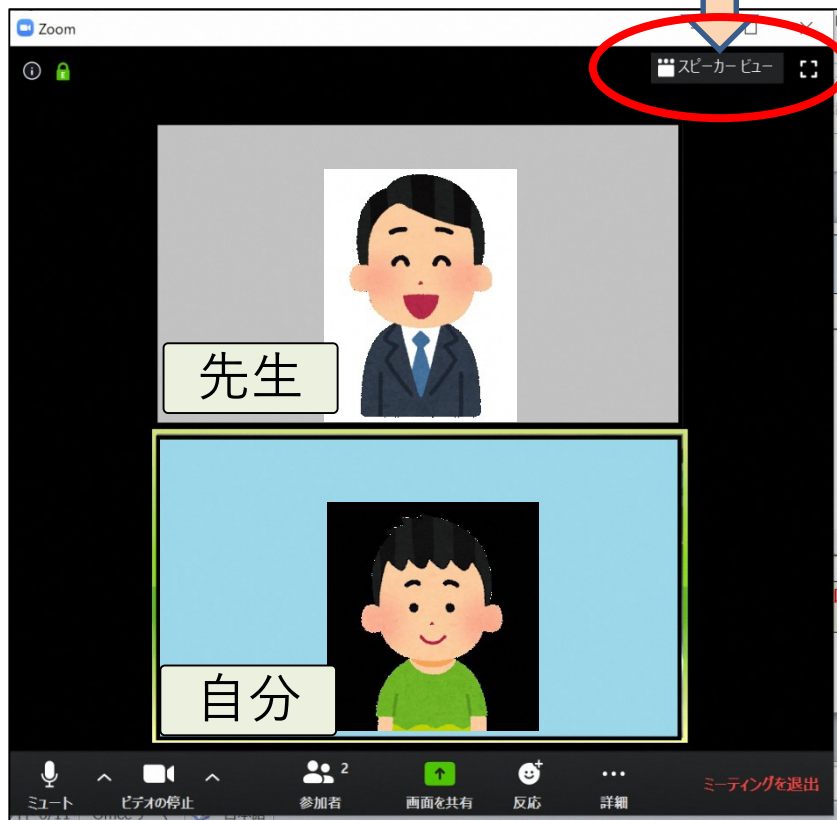 Zoom
スピーカー ビュー
先生
自分
2
ミュート
ビデオの停止
参加者
画面を共有
反応
詳細
ミーティングを退出